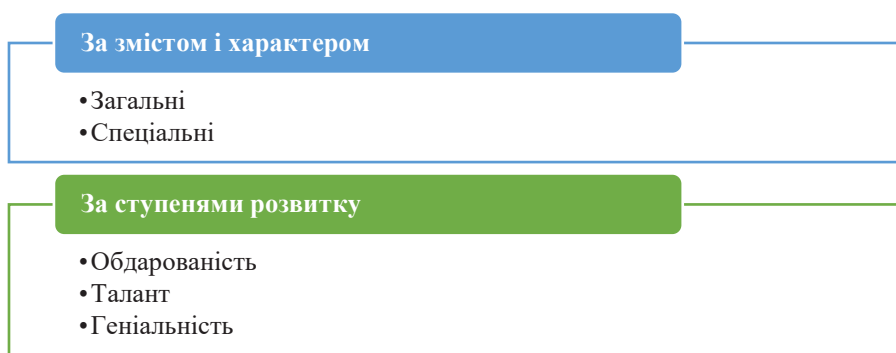 За змістом і характером
•Загальні
•Спеціальні
За ступенями розвитку
•Обдарованість
•Талант
•Геніальність